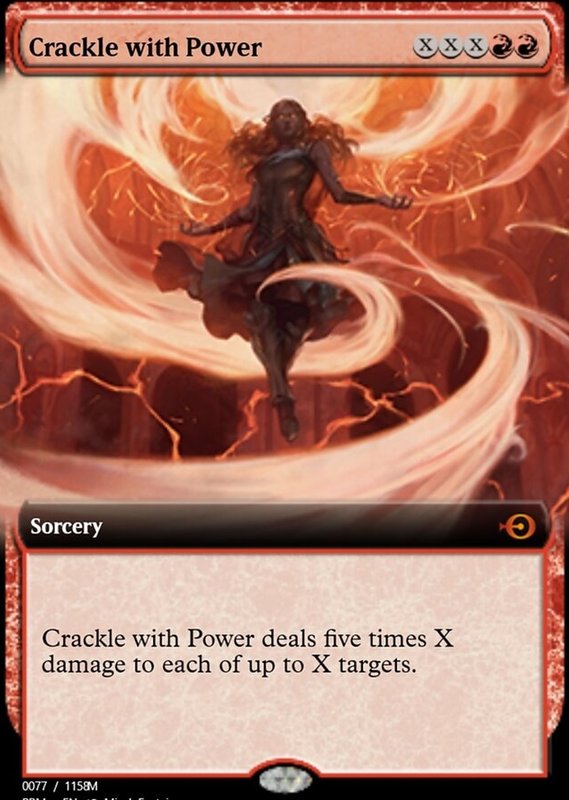 Crackle with Power XXX
Sorcery
Crackle with Power deals five times X
damage to each of up to X targets.
0077 / 1158M